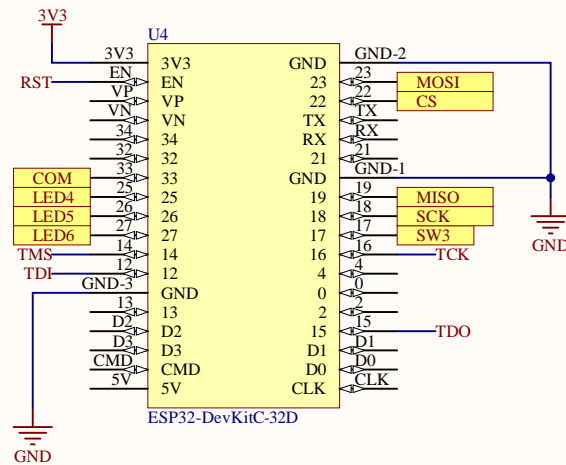 3V3
U4
3V3 3V3 GND GND-2
RST EN EN 23 23 MOSI
VP VP 22 22 CS
VN VN TX TX
34 34 RX RX
32 32 21 21
COM 33 33 GND GND-1
LED4 25 25 19 19 MISO
LED5 26 26 18 18 SCK
LED6 27 27 17 17 SW3
TMS 14 14 16 16 TCK
TDI 12 12 4 4
GND-3 GND 0 0
13 13 2 2
D2 D2 15 15 TDO
D3 D3 D1 D1
CMD CMD D0 D0
5V 5V CLK CLK
ESP32-DevKitC-32D
GND
GND